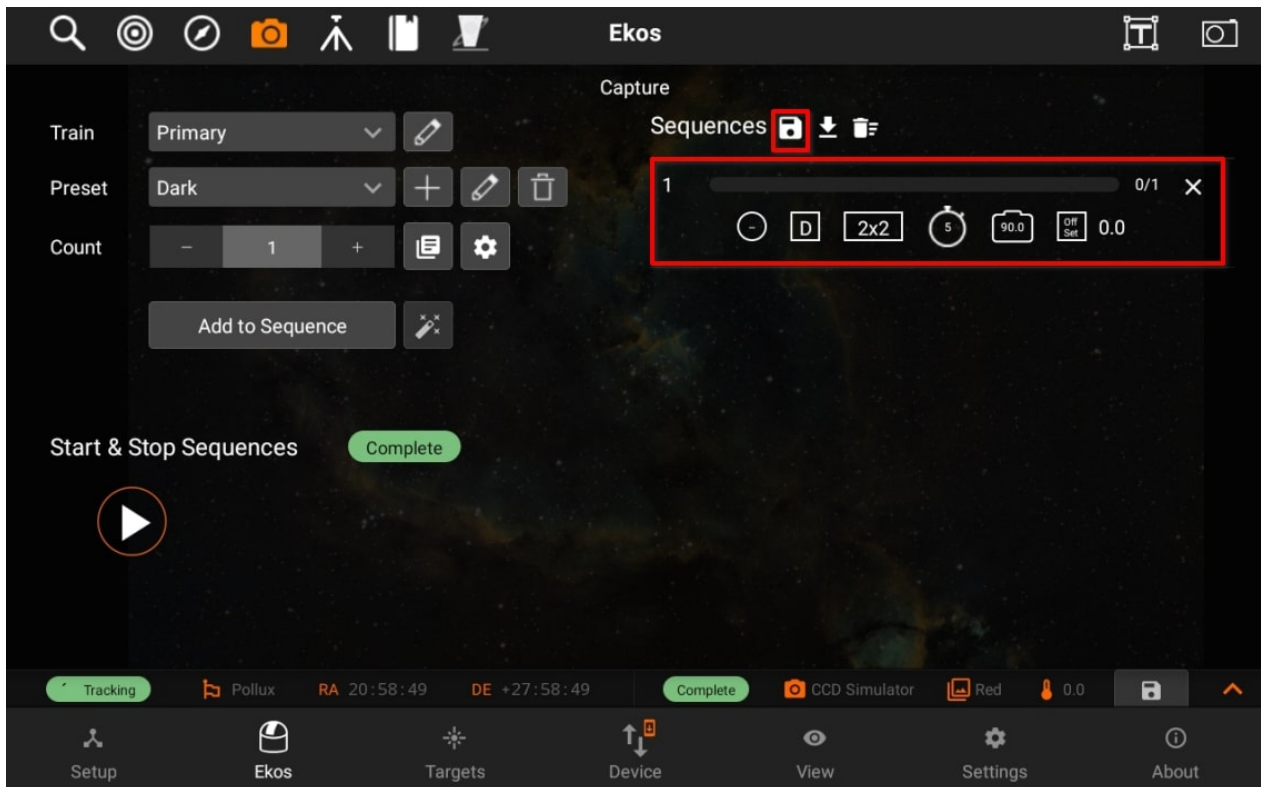 Ekos
T
Capture
Train Primary
Sequences
Preset Dark
1 0/1
- D 2x2 5 90.0 Off Set 0.0
Count - 1 +
Add to Sequence
Start & Stop Sequences Complete
Tracking Pollux RA 20:58:49 DE +27:58:49 Complete CCD Simulator Red 0.0
Setup Ekos Targets Device View Settings About